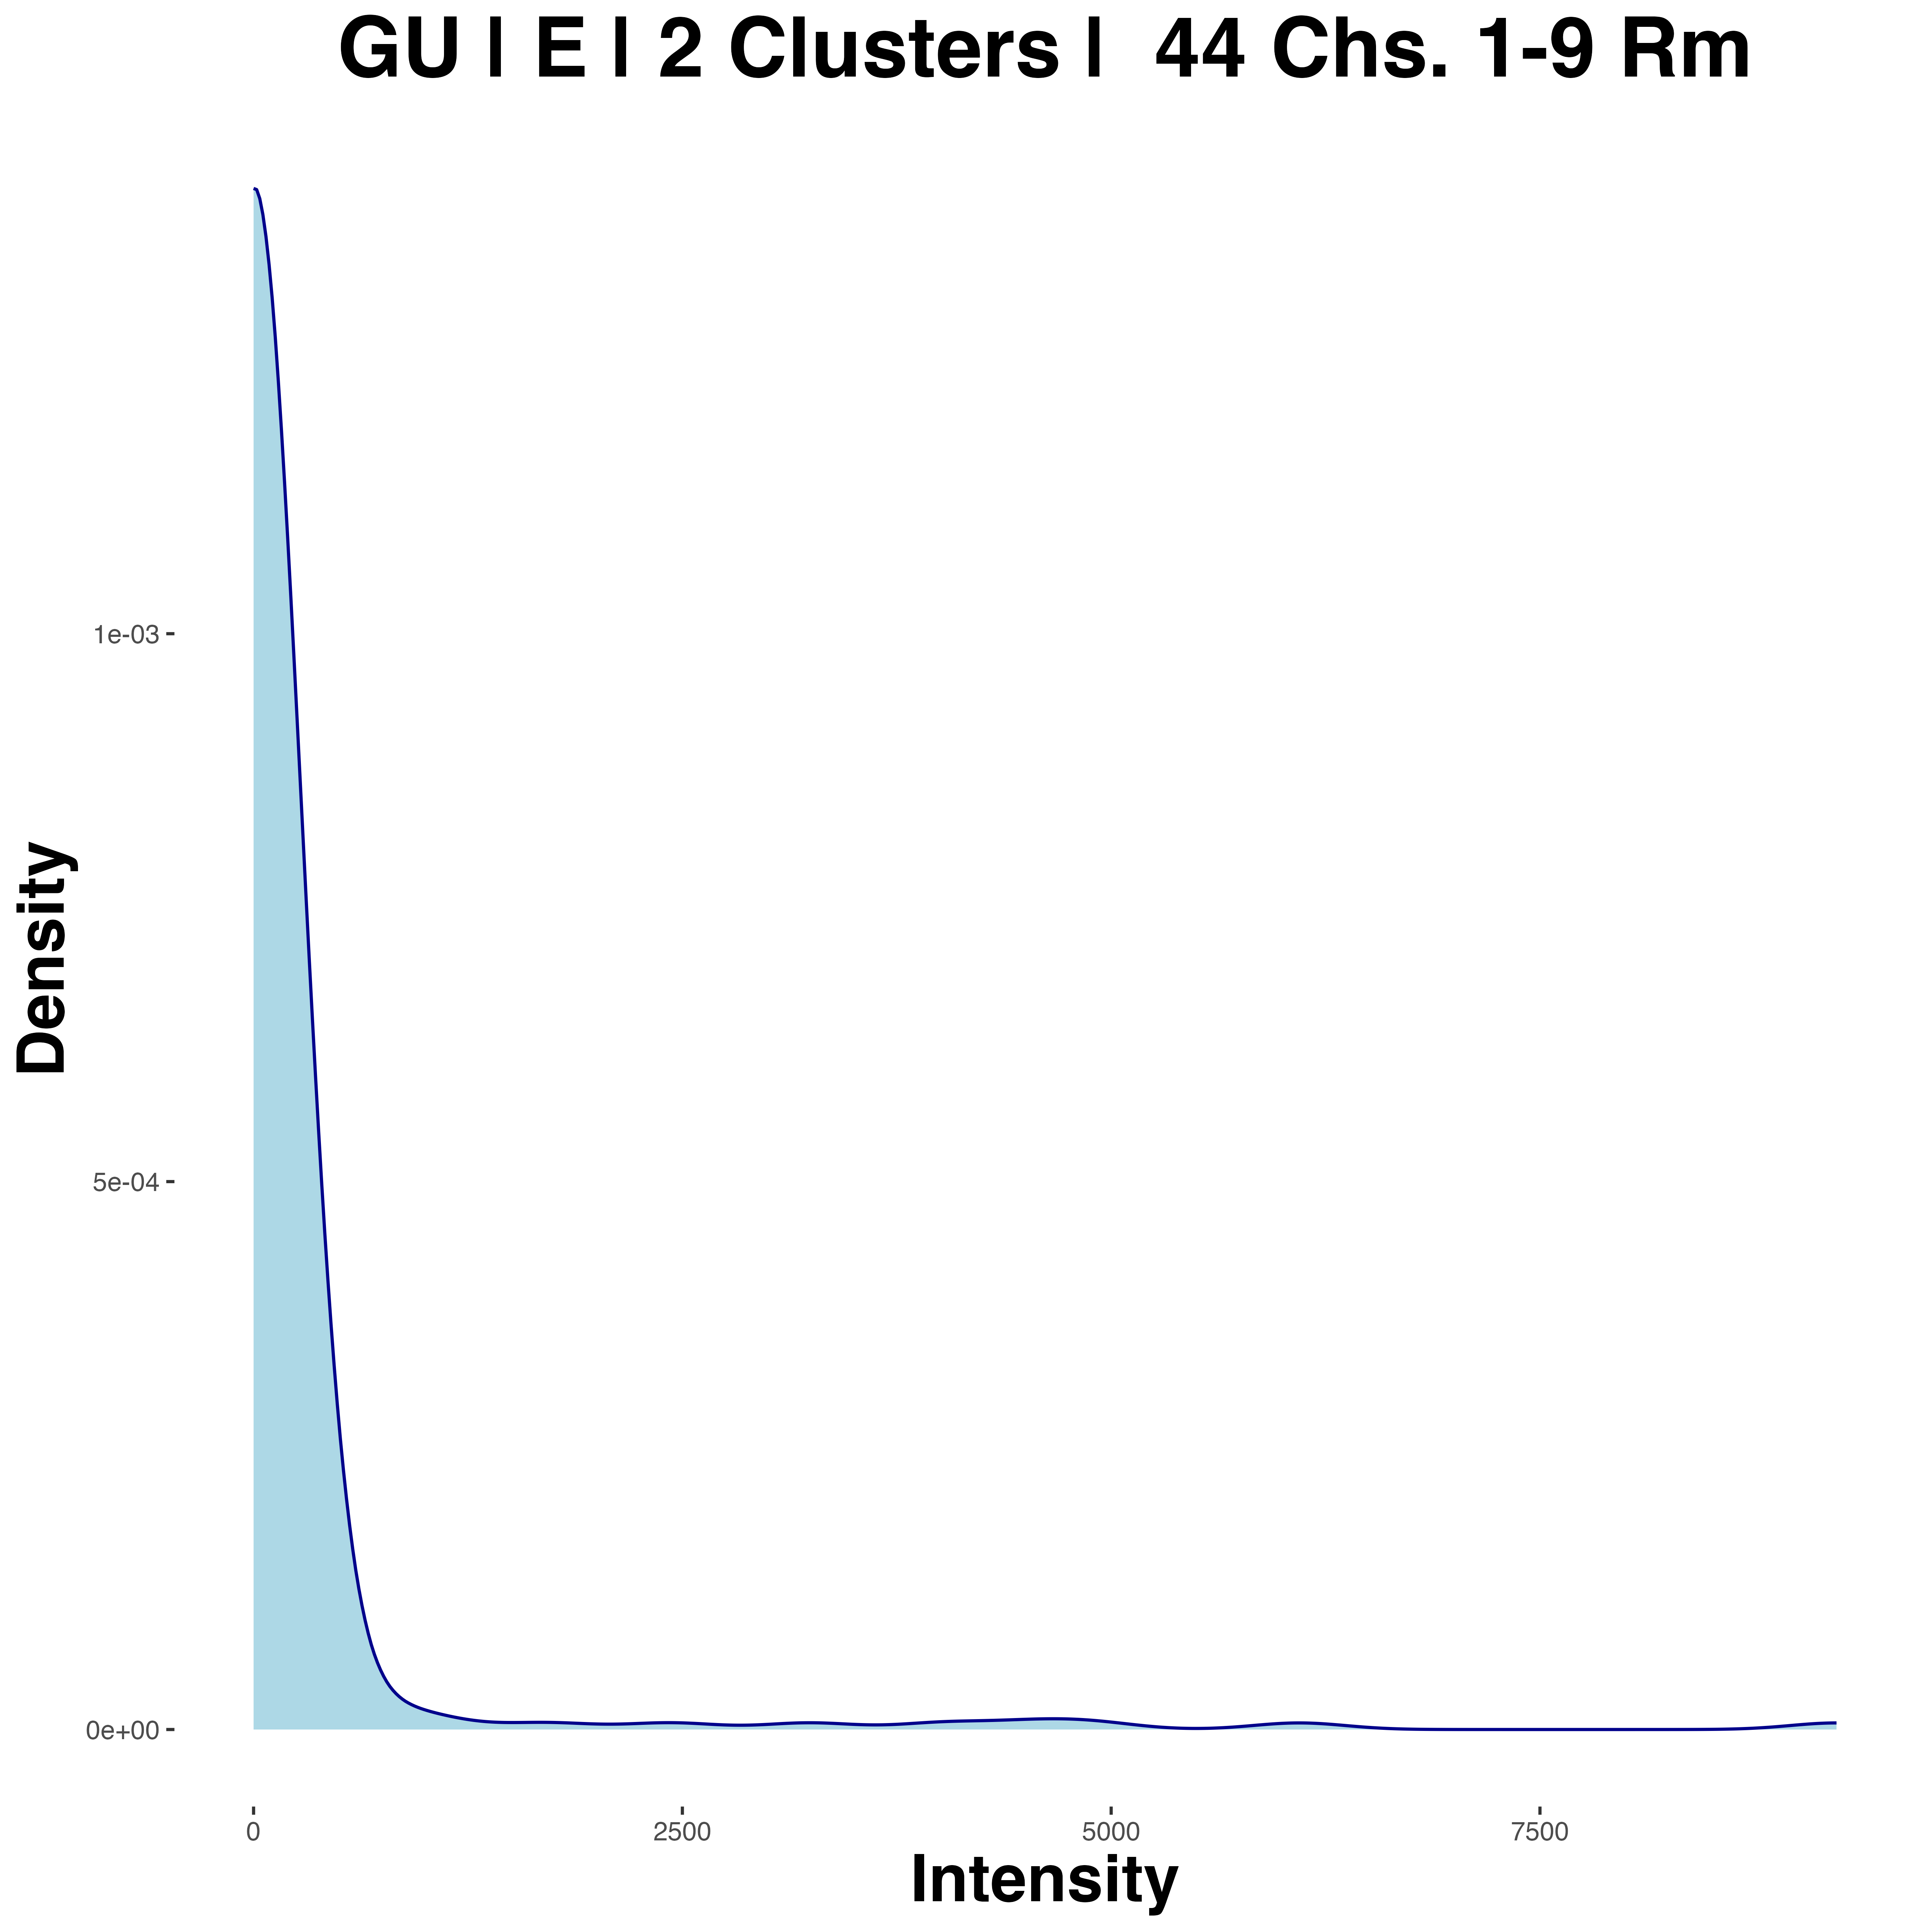 GU | E | 2 Clusters |  44 Chs. 1-9 Rm
Density
1e-03
5e-04
0e+00
0
2500
5000
7500
Intensity